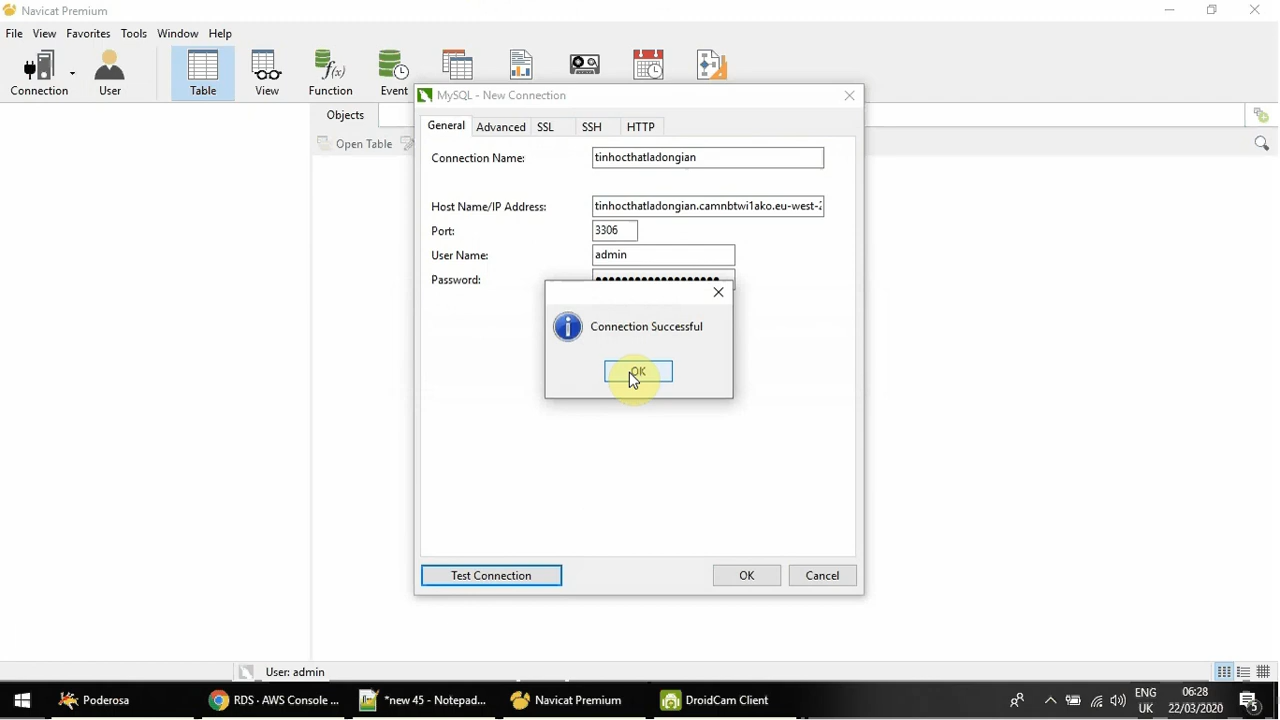 Navicat Premium
File View Favorites Tools Window Help
Connection User Table View Function Event
MySQL - New Connection
Objects
Open Table
General Advanced SSL SSH HTTP
Connection Name: tinhocthatladongian
Host Name/IP Address: tinhocthatladongian.camnbtwi1ako.eu-west-2
Port: 3306
User Name: admin
Password:
Connection Successful
OK
Test Connection OK Cancel
User: admin
Poderosa RDS · AWS Console ... *new 45 - Notepad... Navicat Premium DroidCam Client
ENG
UK
06:28
22/03/2020
5